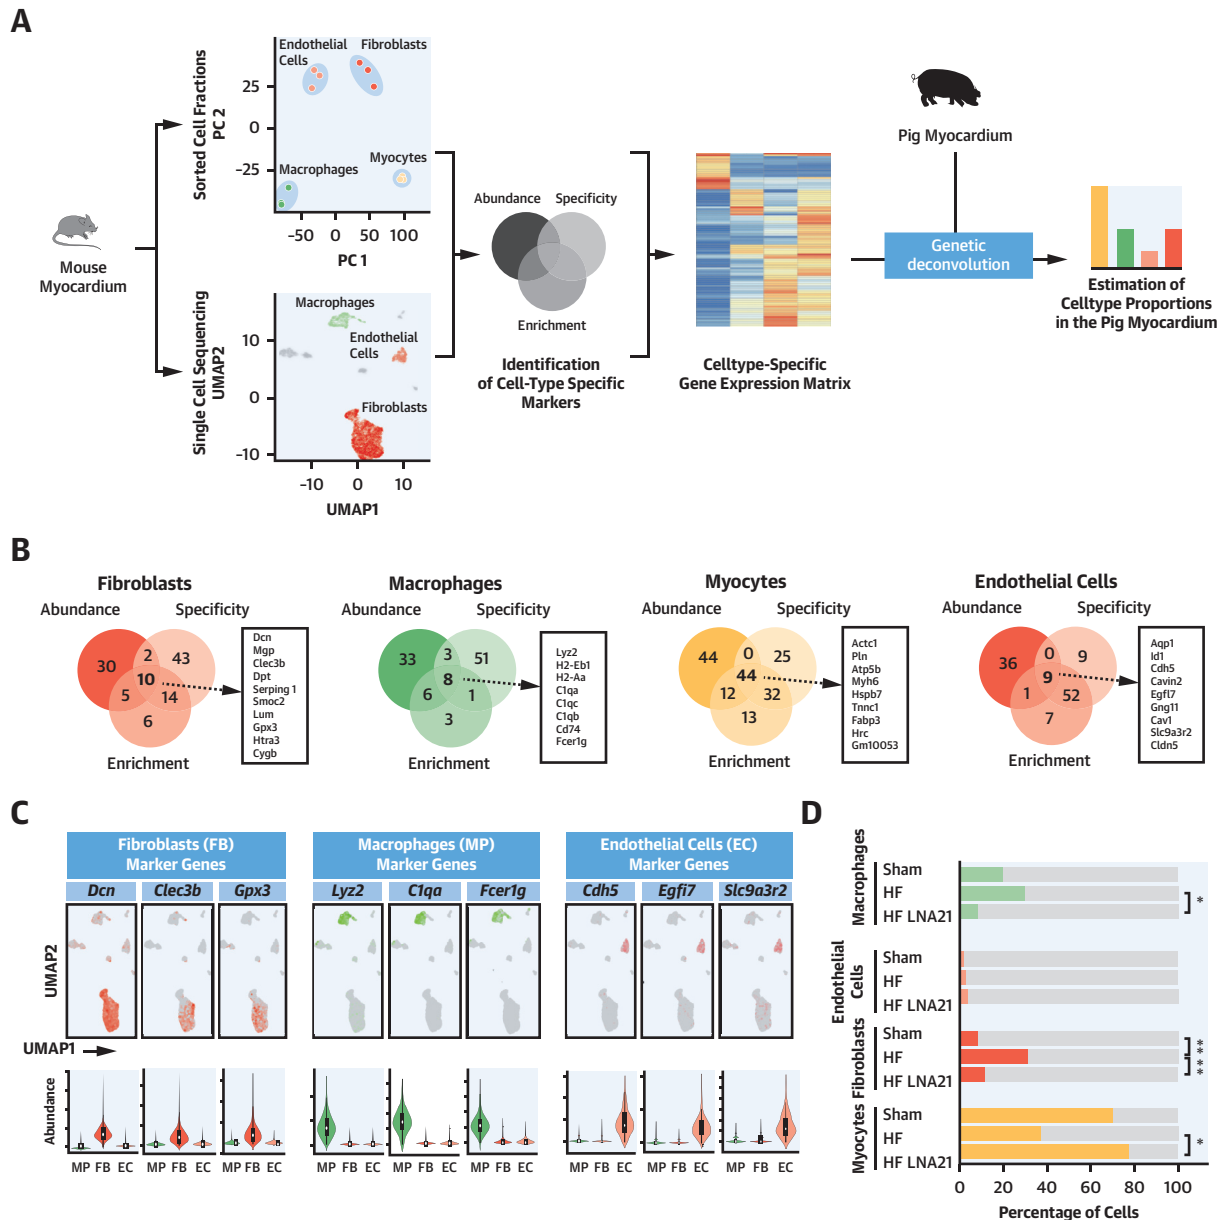 A
Sorted Cell Fractions
PC 2
25
0
-25
Endothelial
Cells
Fibroblasts
Macrophages
Myocytes
-50
0
50
100
PC 1
Mouse
Myocardium
Single Cell Sequencing
UMAP2
10
0
-10
Macrophages
Endothelial
Cells
Fibroblasts
-10
0
10
UMAP1
Abundance
Specificity
Enrichment
Identification
of Cell-Type Specific
Markers
Celltype-Specific
Gene Expression Matrix
Pig Myocardium
Genetic
deconvolution
Estimation of
Celltype Proportions
in the Pig Myocardium
B
Fibroblasts
Abundance
Specificity
30
2
43
10
5
14
6
Enrichment
Dcn
Mgp
Clec3b
Dpt
Serping 1
Smoc2
Lum
Gpx3
Htra3
Cygb
Macrophages
Abundance
Specificity
33
3
51
8
6
1
3
Enrichment
Lyz2
H2-Eb1
H2-Aa
C1qa
C1qc
C1qb
Cd74
Fcer1g
Myocytes
Abundance
Specificity
44
0
25
44
12
32
13
Enrichment
Actc1
Pln
Atp5b
Myh6
Hspb7
Tnnc1
Fabp3
Hrc
Gm10053
Endothelial Cells
Abundance
Specificity
36
0
9
9
1
52
7
Enrichment
Aqp1
Id1
Cdh5
Cavin2
Egfl7
Gng11
Cav1
Slc9a3r2
Cldn5
C
Fibroblasts (FB)
Marker Genes
Dcn
Clec3b
Gpx3
Macrophages (MP)
Marker Genes
Lyz2
C1qa
Fcer1g
Endothelial Cells (EC)
Marker Genes
Cdh5
Egfi7
Slc9a3r2
UMAP2
UMAP1
Abundance
MP FB EC
MP FB EC
MP FB EC
MP FB EC
MP FB EC
MP FB EC
MP FB EC
MP FB EC
MP FB EC
D
Macrophages
Sham
HF
HF LNA21
*
Endothelial
Cells
Sham
HF
HF LNA21
Fibroblasts
Sham
HF
HF LNA21
**
**
Myocytes
Sham
HF
HF LNA21
*
0
20
40
60
80
100
Percentage of Cells